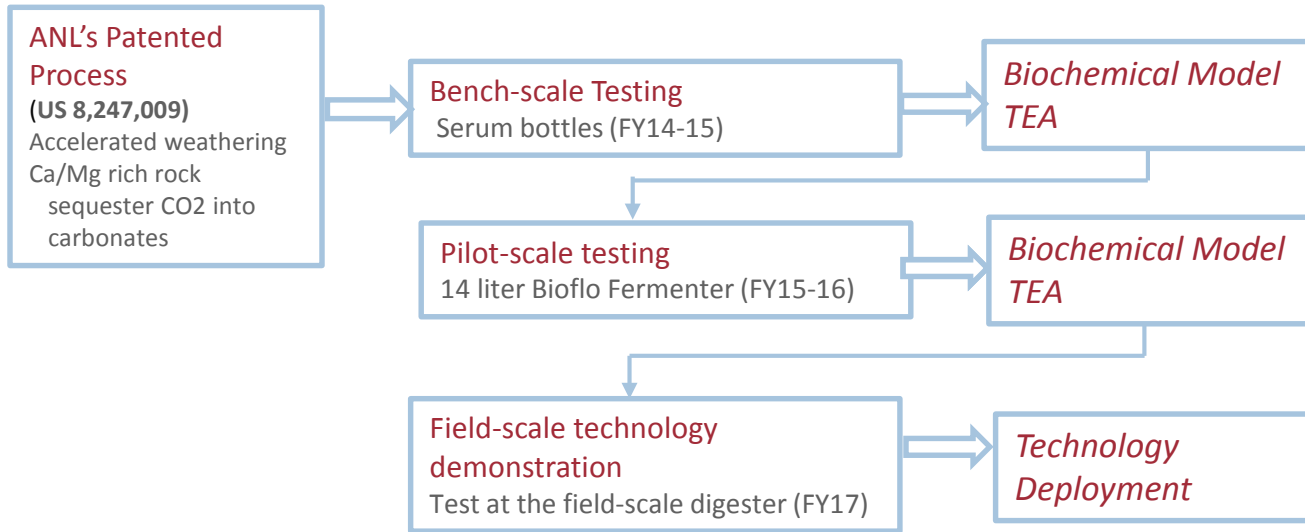 ANL's Patented
Process
(US 8,247,009)
Accelerated weathering
Ca/Mg rich rock
sequester CO2 into
carbonates
Bench-scale Testing
Serum bottles (FY14-15)
Biochemical Model
TEA
Pilot-scale testing
14 liter Bioflo Fermenter (FY15-16)
Biochemical Model
TEA
Field-scale technology
demonstration
Test at the field-scale digester (FY17)
Technology
Deployment